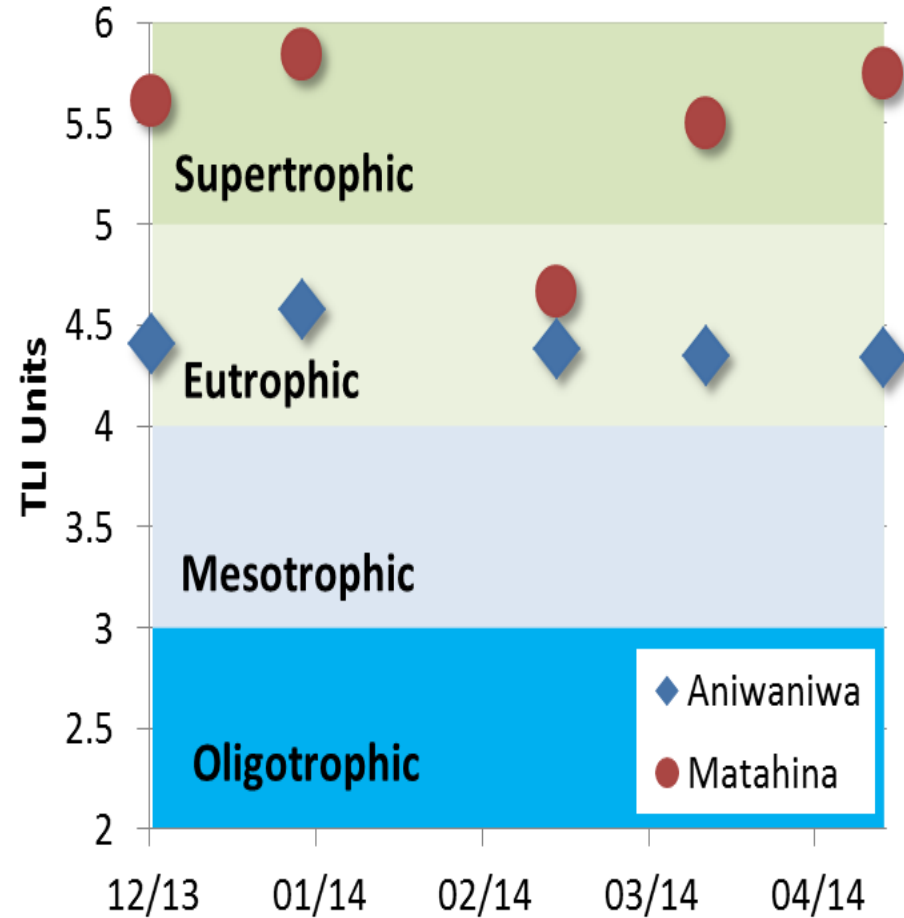 TLI Units
6
5.5
5
4.5
4
3.5
3
2.5
2
Supertrophic
Eutrophic
Mesotrophic
Oligotrophic
Aniwaniwa
Matahina
12/13 01/14 02/14 03/14 04/14